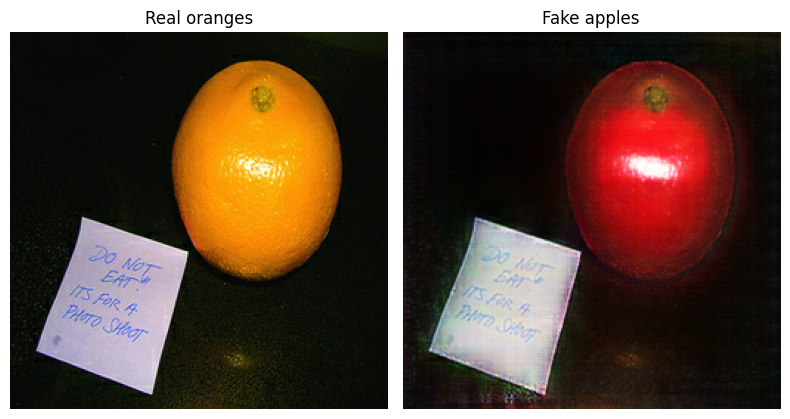 Real oranges
Fake apples
DO NOT
EAT!!
ITS FOR A
PHOTO SHOOT
DO NOT
EAT!!
ITS FOR A
PHOTO SHOOT